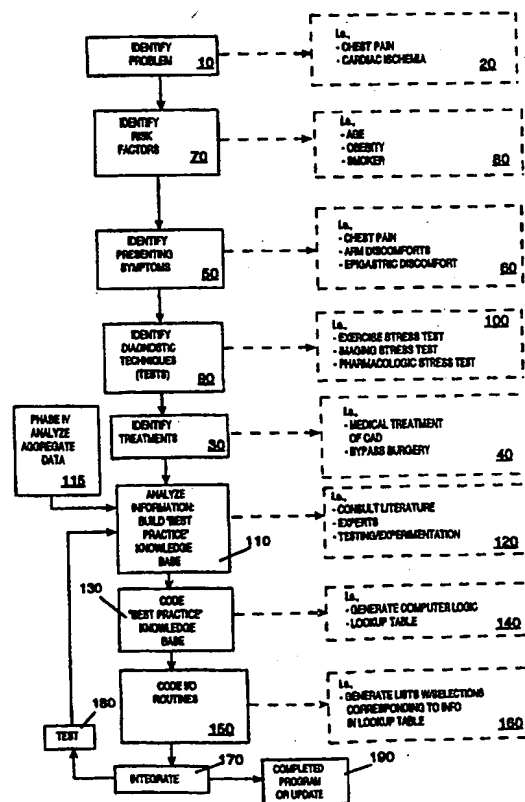 IDENTIFY
PROBLEM
10
i.e.,
- CHEST PAIN
- CARDIAC ISCHEMIA
20
IDENTIFY
RISK
FACTORS
70
i.e.,
- AGE
- OBESITY
- SMOKER
80
IDENTIFY
PRESENTING
SYMPTOMS
50
i.e.,
- CHEST PAIN
- ARM DISCOMFORTS
- EPIGASTRIC DISCOMFORT
60
IDENTIFY
DIAGNOSTIC
TECHNIQUES
(TESTS)
90
i.e.,
100
- EXERCISE STRESS TEST
- IMAGING STRESS TEST
- PHARMACOLOGIC STRESS TEST
PHASE IV
ANALYZE
AGGREGATE
DATA
115
IDENTIFY
TREATMENTS
30
i.e.,
- MEDICAL TREATMENT
OF CAD
- BYPASS SURGERY
40
ANALYZE
INFORMATION:
BUILD "BEST
PRACTICE"
KNOWLEDGE
BASE
110
i.e.,
- CONSULT LITERATURE
- EXPERTS
- TESTING/EXPERIMENTATION
120
130
CODE
"BEST PRACTICE"
KNOWLEDGE
BASE
i.e.,
- GENERATE COMPUTER LOGIC
- LOOKUP TABLE
140
CODE I/O
ROUTINES
150
i.e.,
- GENERATE LISTS W/SELECTIONS
CORRESPONDING TO INFO
IN LOOKUP TABLE
160
180
TEST
170
INTEGRATE
190
COMPLETED
PROGRAM
OR UPDATE